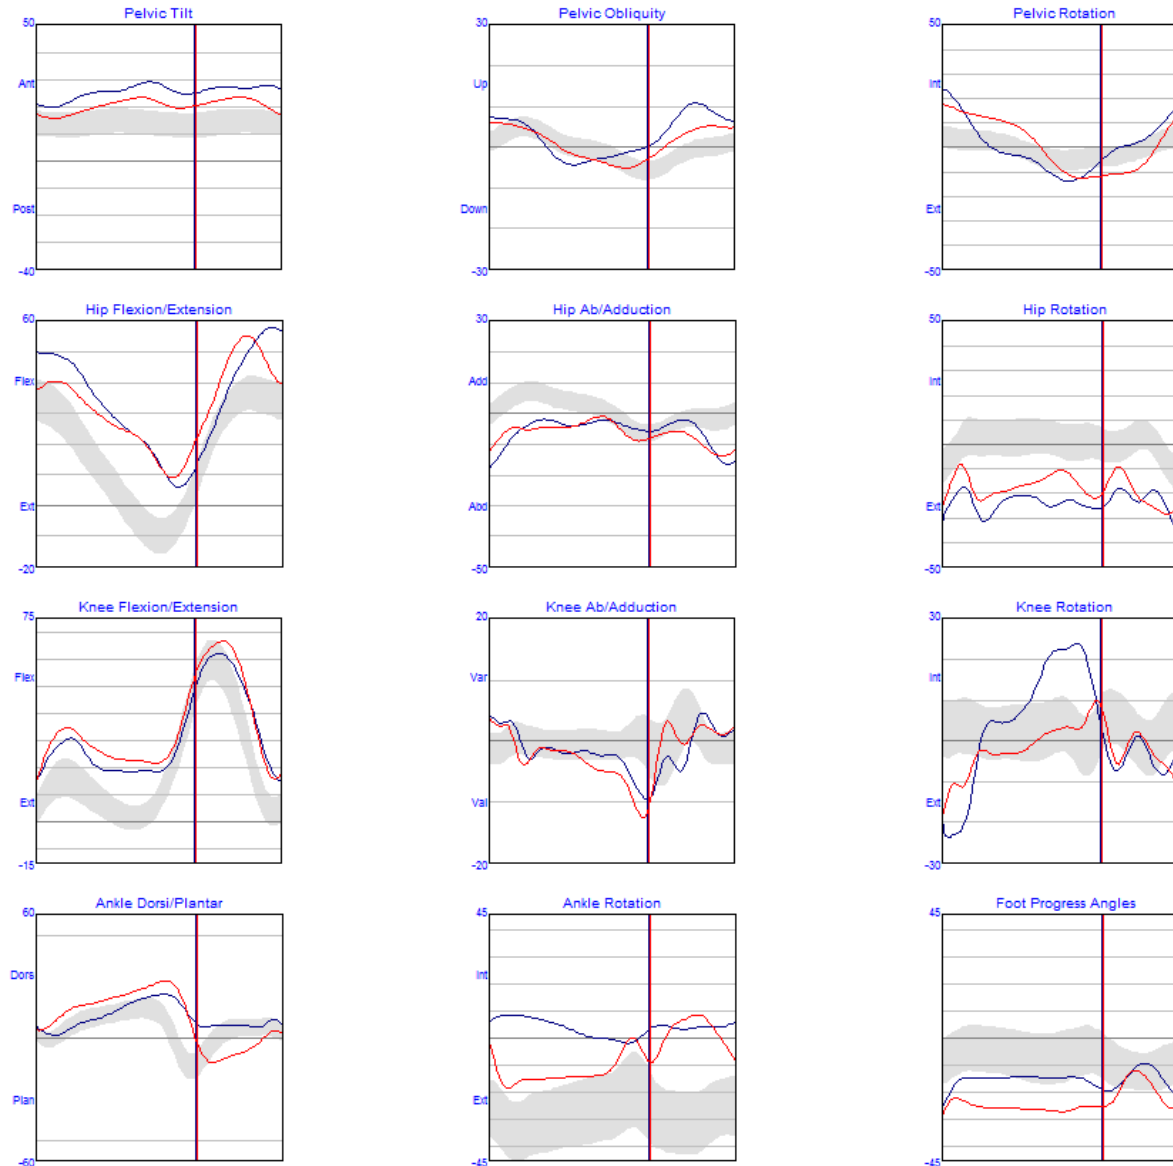 Pelvic Tilt
50
Ant
Post
-40
Pelvic Obliquity
30
Up
Down
-30
Pelvic Rotation
50
Int
Ext
-50
Hip Flexion/Extension
60
Flex
Ext
-20
Hip Ab/Adduction
30
Add
Abd
-50
Hip Rotation
50
Int
Ext
-50
Knee Flexion/Extension
75
Flex
Ext
-15
Knee Ab/Adduction
20
Var
Val
-20
Knee Rotation
30
Int
Ext
-30
Ankle Dorsi/Plantar
60
Dors
Plan
-60
Ankle Rotation
45
Int
Ext
-45
Foot Progress Angles
45
-45